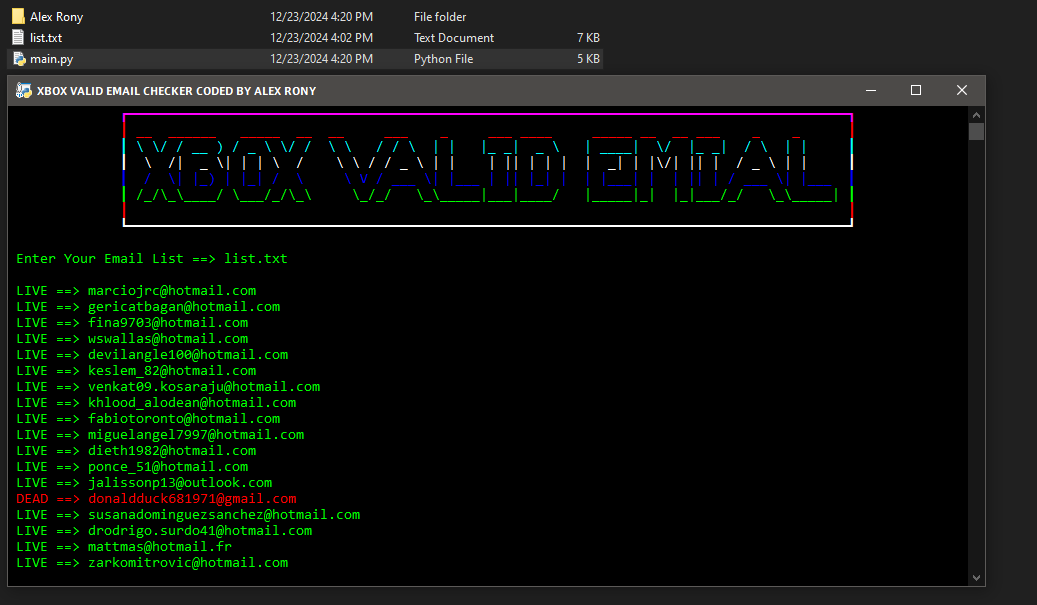 Alex Rony 12/23/2024 4:20 PM File folder
list.txt 12/23/2024 4:02 PM Text Document 7 KB
main.py 12/23/2024 4:20 PM Python File 5 KB
XBOX VALID EMAIL CHECKER CODED BY ALEX RONY
XBOX VALID EMAIL
Enter Your Email List ==> list.txt
LIVE ==> marciojrc@hotmail.com
LIVE ==> gericatbagan@hotmail.com
LIVE ==> fina9703@hotmail.com
LIVE ==> wswallas@hotmail.com
LIVE ==> devilangle100@hotmail.com
LIVE ==> keslem_82@hotmail.com
LIVE ==> venkat09.kosaraju@hotmail.com
LIVE ==> khlood_alodean@hotmail.com
LIVE ==> fabiotoronto@hotmail.com
LIVE ==> miguelangel7997@hotmail.com
LIVE ==> dieth1982@hotmail.com
LIVE ==> ponce_51@hotmail.com
LIVE ==> jalissonp13@outlook.com
DEAD ==> donaldduck681971@gmail.com
LIVE ==> susanadominguezsanchez@hotmail.com
LIVE ==> drodrigo.surdo41@hotmail.com
LIVE ==> mattmas@hotmail.fr
LIVE ==> zarkomitrovic@hotmail.com